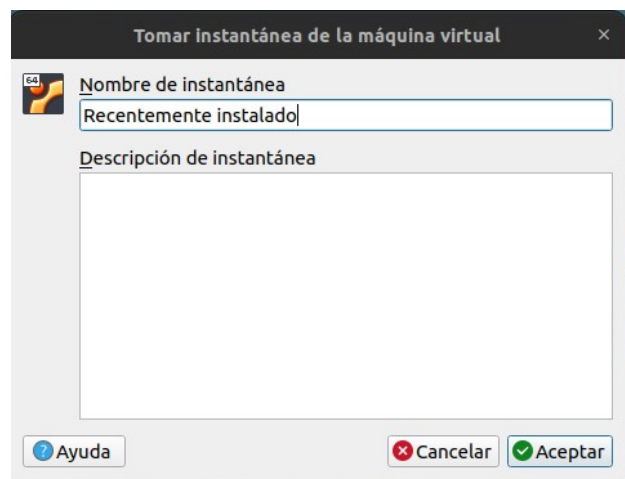 Tomar instantánea de la máquina virtual
64
Nombre de instantánea
Recentemente instalado
Descripción de instantánea
Ayuda
Cancelar
Aceptar